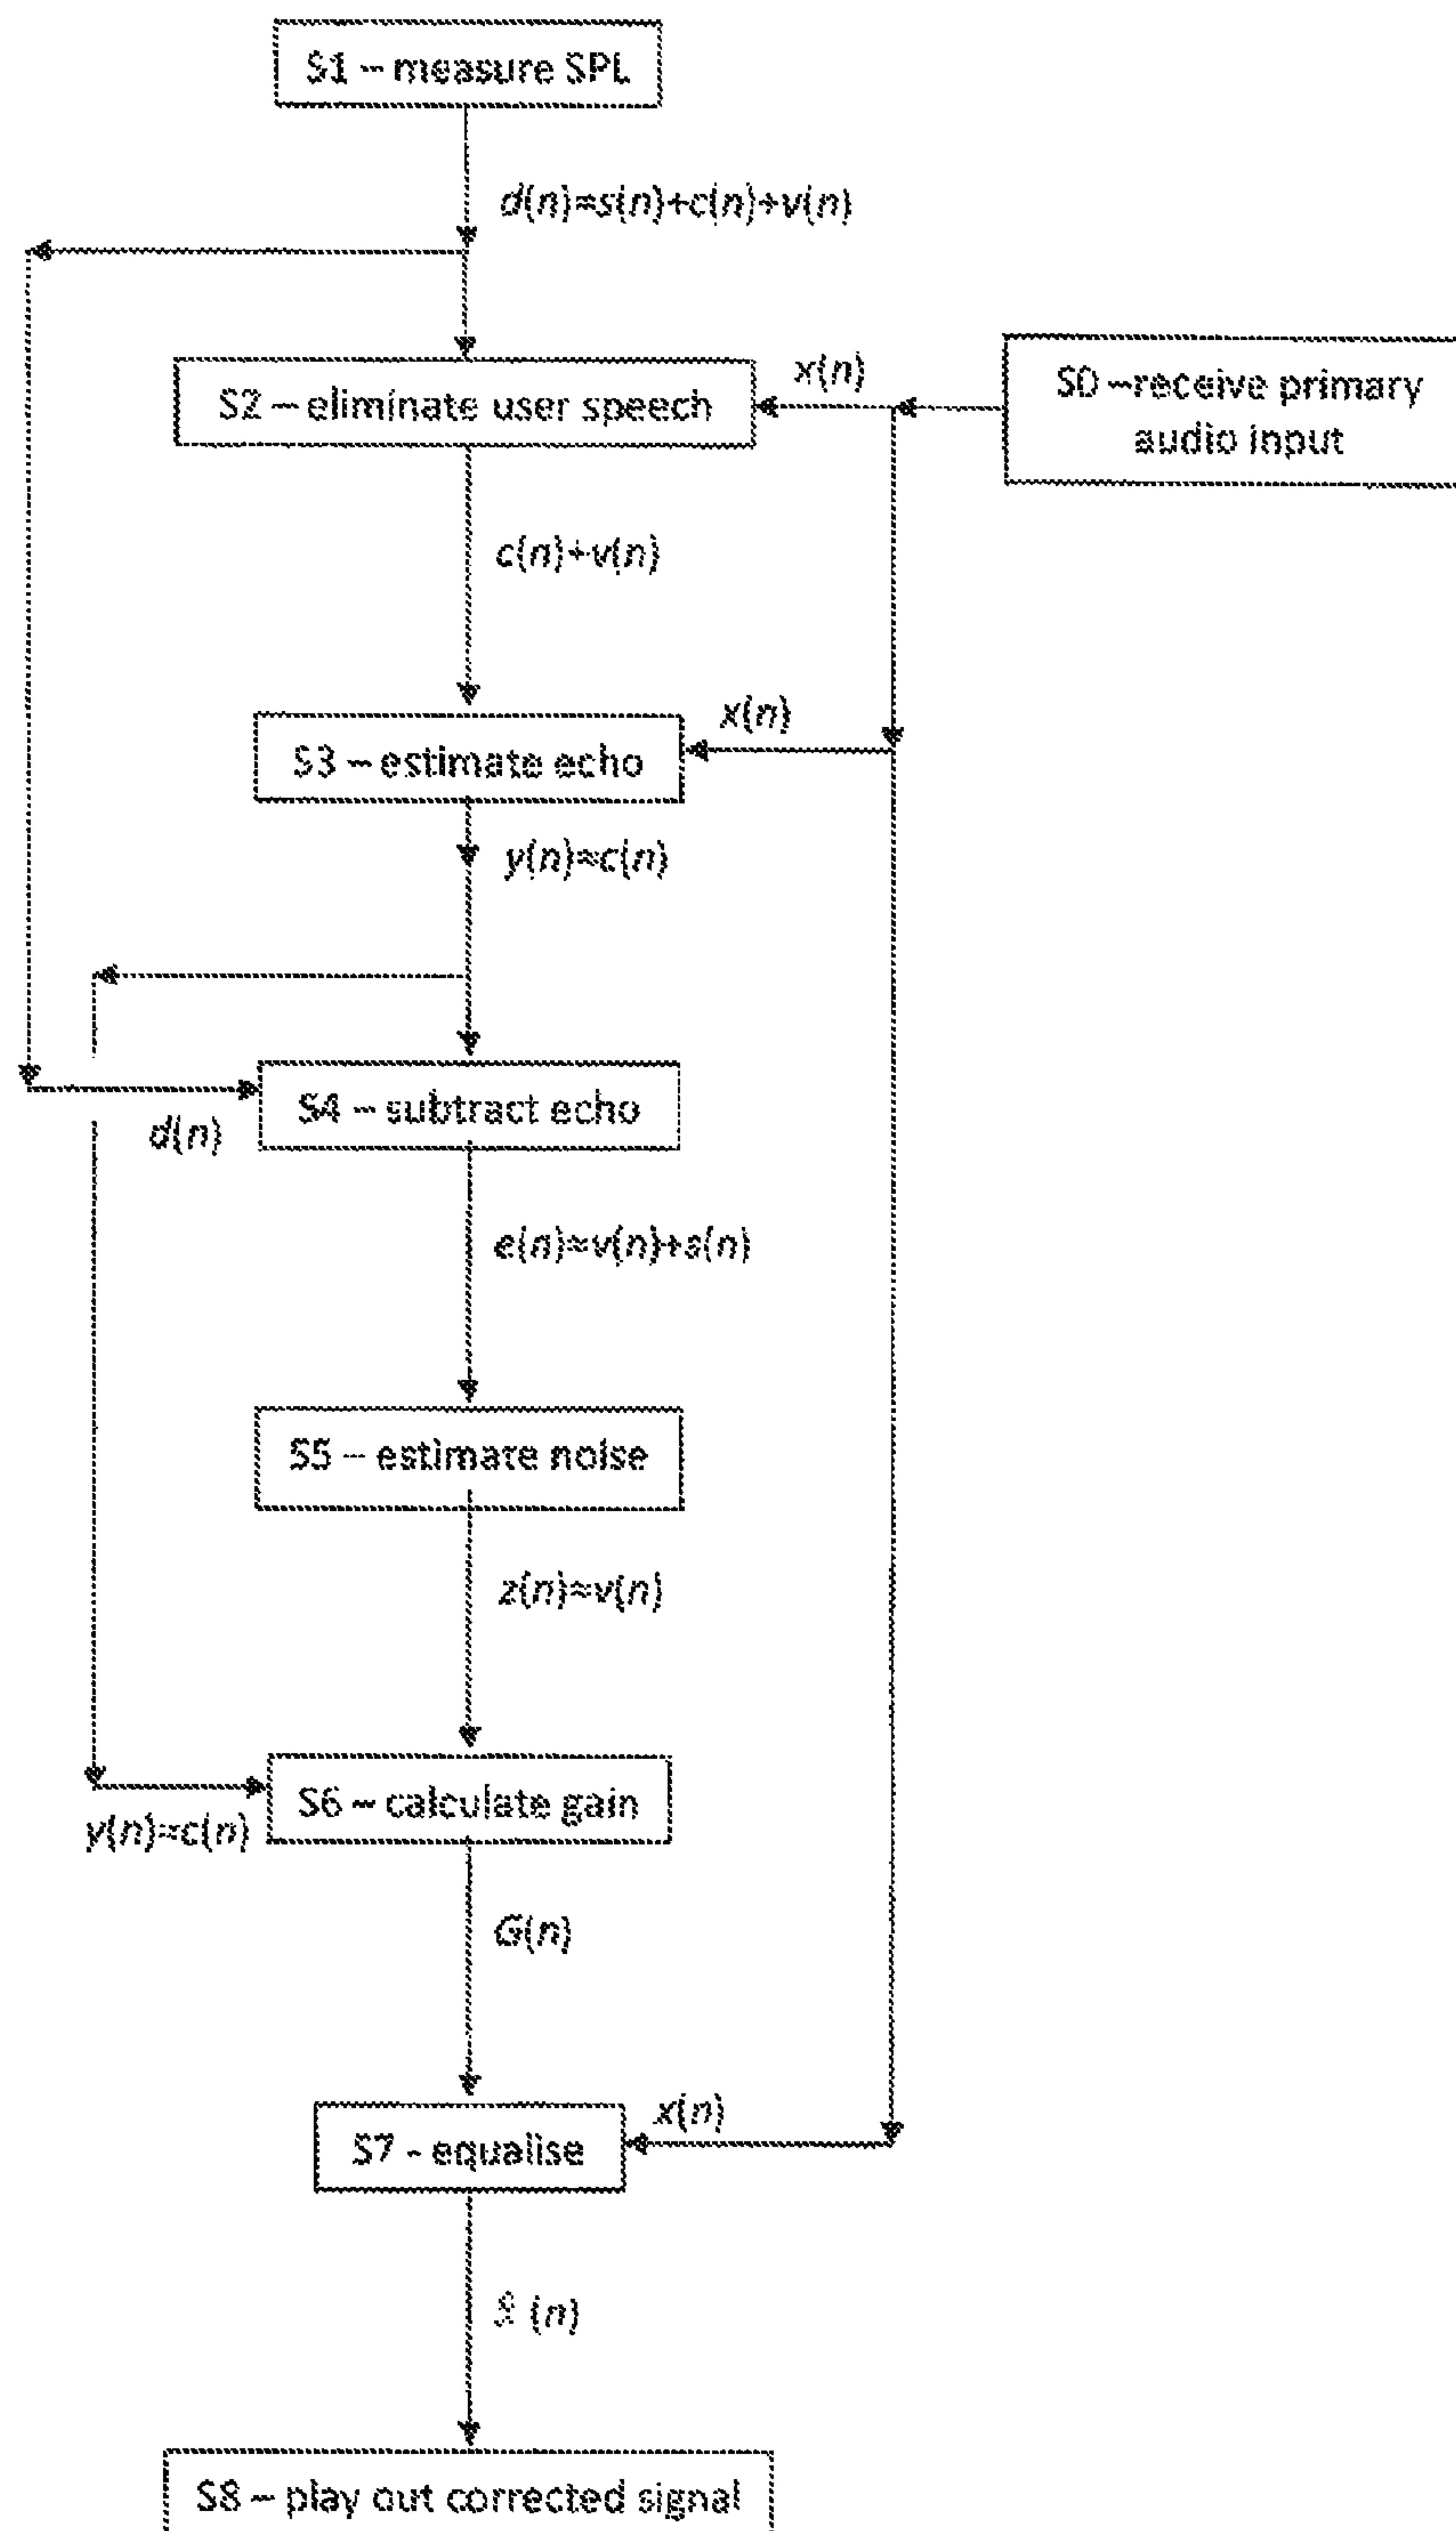 S1 – measure SPL
d(n)=s(n)+c(n)+v(n)
x(n)
S0 –receive primary
audio input
S2 – eliminate user speech
c(n)+v(n)
x(n)
S3 – estimate echo
y(n)≈c(n)
S4 – subtract echo
d(n)
e(n)≈v(n)+s(n)
S5 – estimate noise
z(n)≈v(n)
S6 – calculate gain
y(n)≈c(n)
G(n)
x(n)
S7 - equalise
(n)
S8 – play out corrected signal